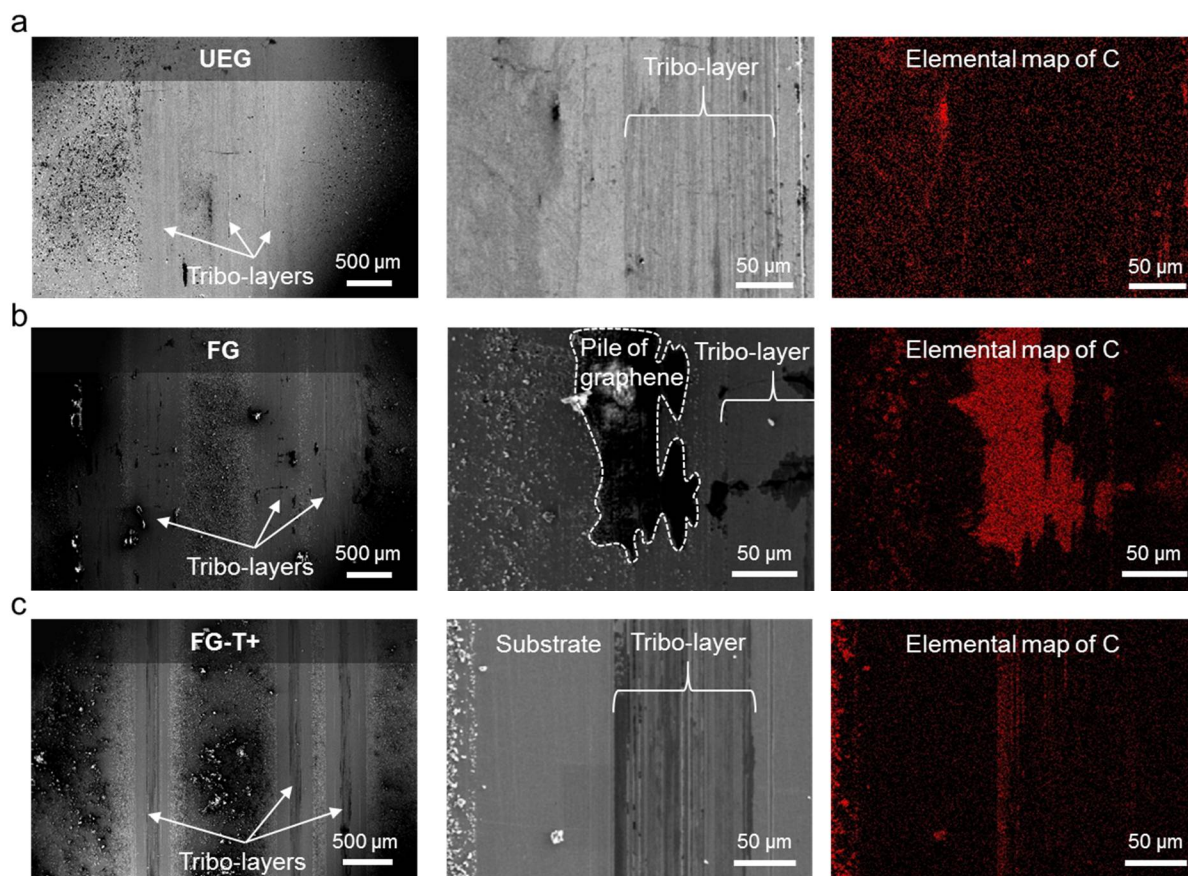 a
UEG
Tribo-layers
500 µm
Tribo-layer
50 µm
Elemental map of C
50 µm
b
FG
Tribo-layers
500 µm
Pile of
graphene
Tribo-layer
50 µm
Elemental map of C
50 µm
c
FG-T+
Tribo-layers
500 µm
Substrate
Tribo-layer
50 µm
Elemental map of C
50 µm